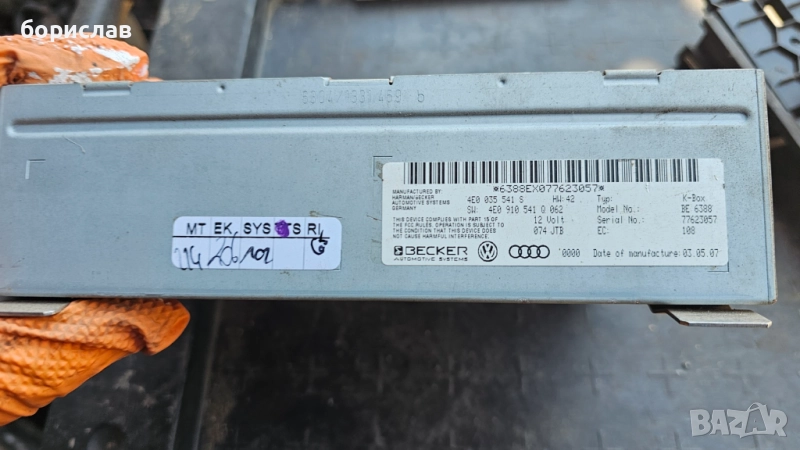 борислав
*6388EX077623057*
MANUFACTURED BY
HARMAN/BECKER
AUTOMOTIVE SYSTEMS
GERMANY
4E0 035 541 S HW: 42 Typ: K-Box
SW: 4E0 910 541 Q 062 Model No.: BE 6388
THIS DEVICE COMPLIES WITH PART 15 OF
THE FCC RULES. OPERATION IS SUBJECT TO
THE CONDITION THAT THIS DEVICE DOES
NOT CAUSE HARMFUL INTERFERENCE
12 Volt⎓ Serial No.: 77623057
074 JTB EC: 108
BECKER
AUTOMOTIVE SYSTEMS
0000 Date of manufacture: 03.05.07
MT EK SYS S RL
BAZAR